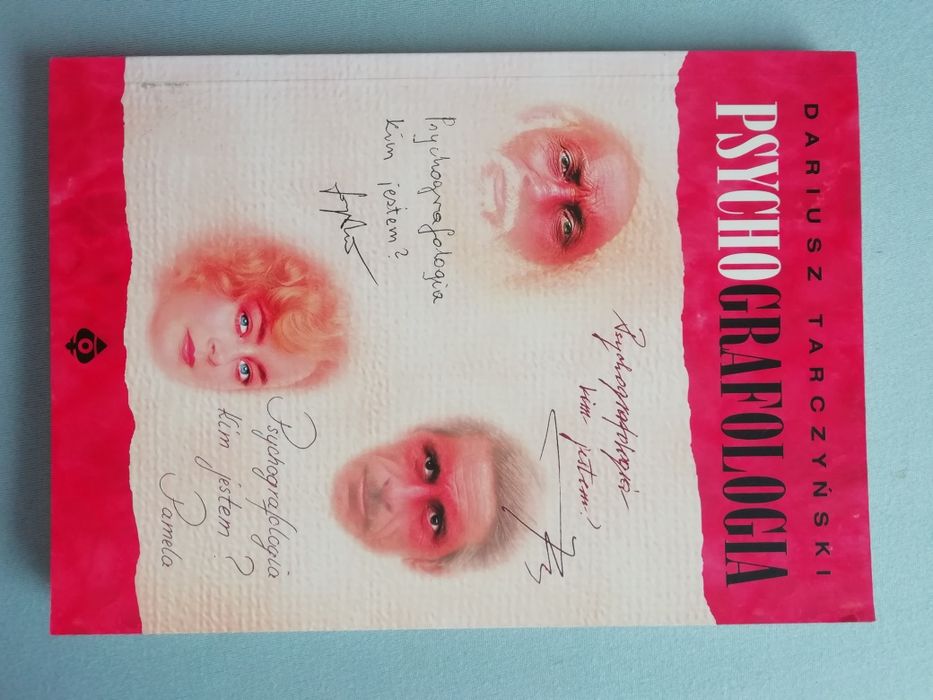 DARIUSZ TARCZYŃSKI
PSYCHOGRAFOLOGIA
Psychografologia
kim jestem?
Psychografologia
kim jestem?
Psychografologia
kim jestem?
Pamela